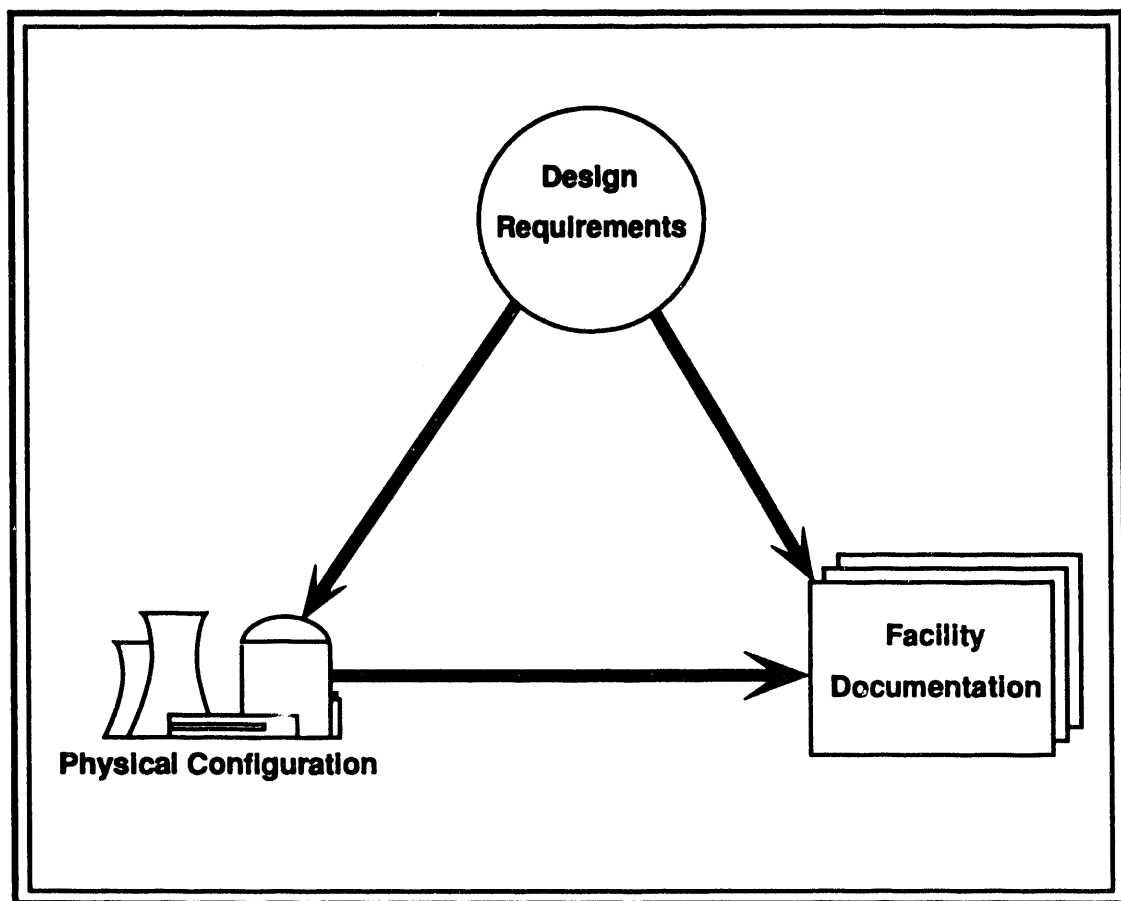 Design
Requirements
Facility
Documentation
Physical Configuration